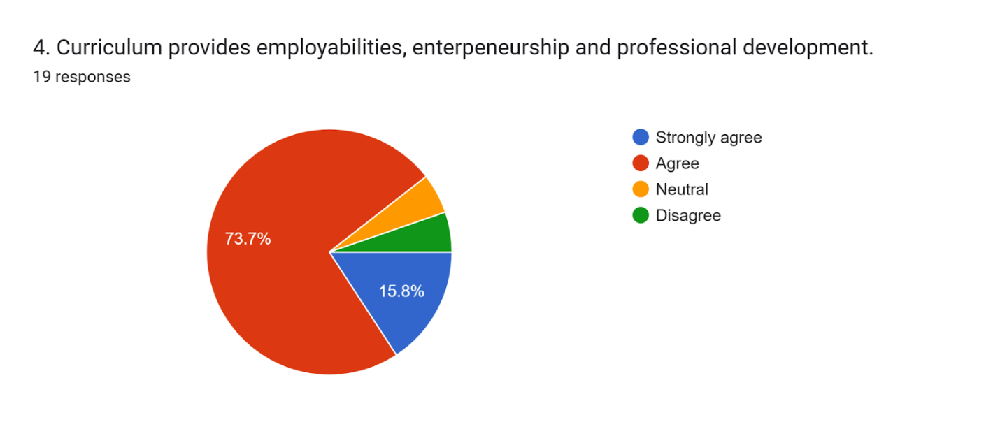 4. Curriculum provides employabilities, enterpeneurship and professional development.
19 responses
Strongly agree
Agree
Neutral
Disagree
73.7%
15.8%